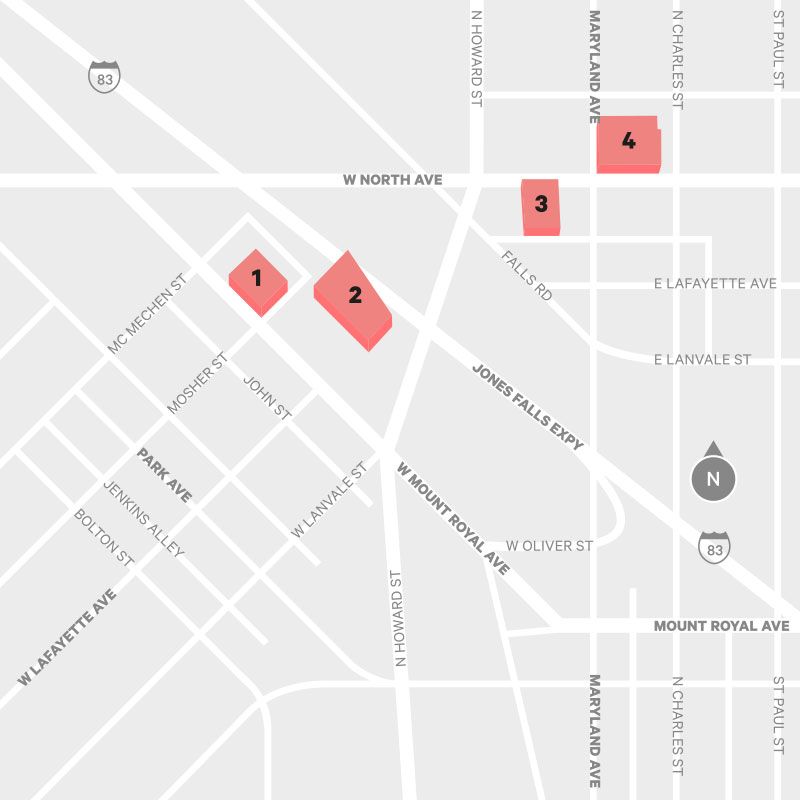 N HOWARD ST
MARYLAND AVE
N CHARLES ST
ST PAUL ST
83
4
W NORTH AVE
3
1
2
FALLS RD
MC MECHEN ST
E LAFAYETTE AVE
MOSHER ST
JOHN ST
E LANVALE ST
JONES FALLS EXPY
PARK AVE
JENKINS ALLEY
BOLTON ST
W LANVALE ST
W MOUNT ROYAL AVE
N
W OLIVER ST
83
W LAFAYETTE AVE
N HOWARD ST
MOUNT ROYAL AVE
MARYLAND AVE
N CHARLES ST
ST PAUL ST